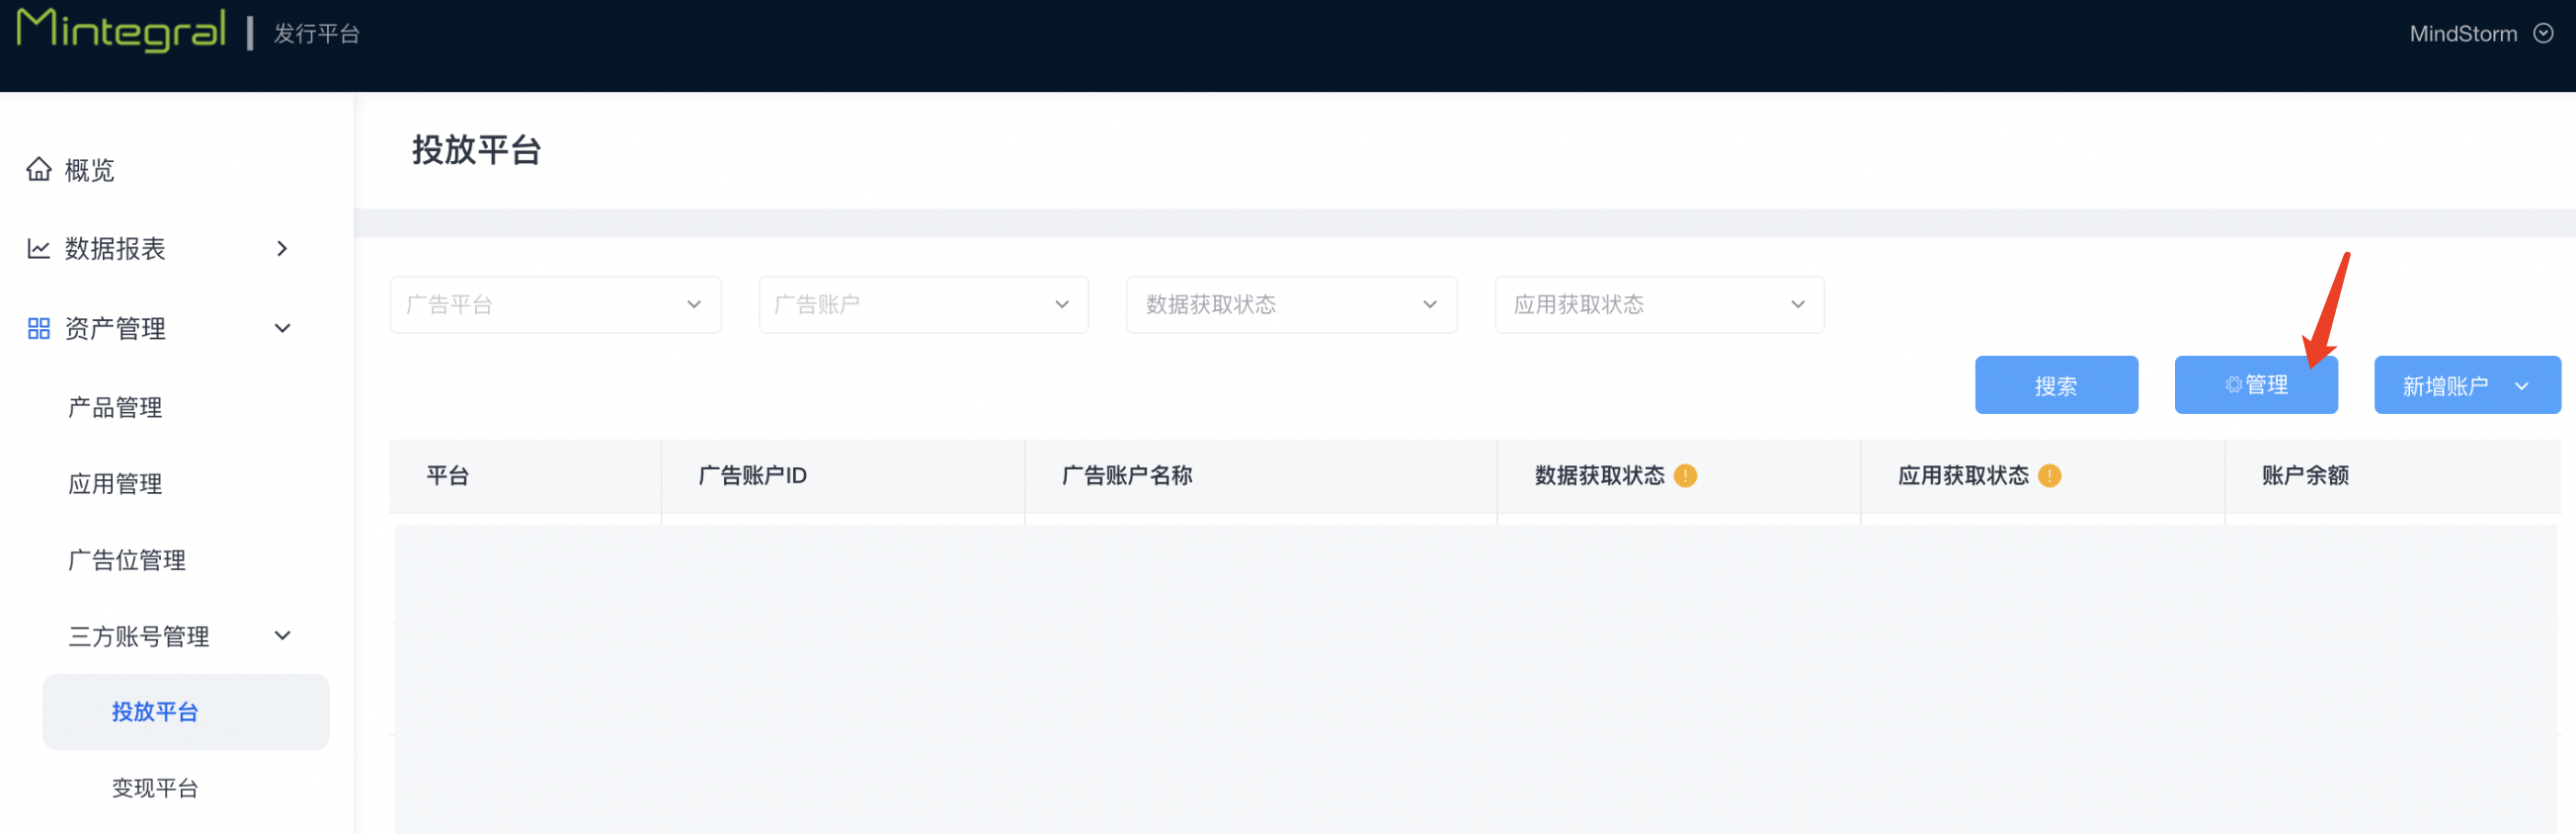 Mintegral
发行平台
MindStorm
概览
数据报表
资产管理
产品管理
应用管理
广告位管理
三方账号管理
投放平台
变现平台
投放平台
广告平台
广告账户
数据获取状态
应用获取状态
搜索
管理
新增账户
平台
广告账户ID
广告账户名称
数据获取状态
应用获取状态
账户余额